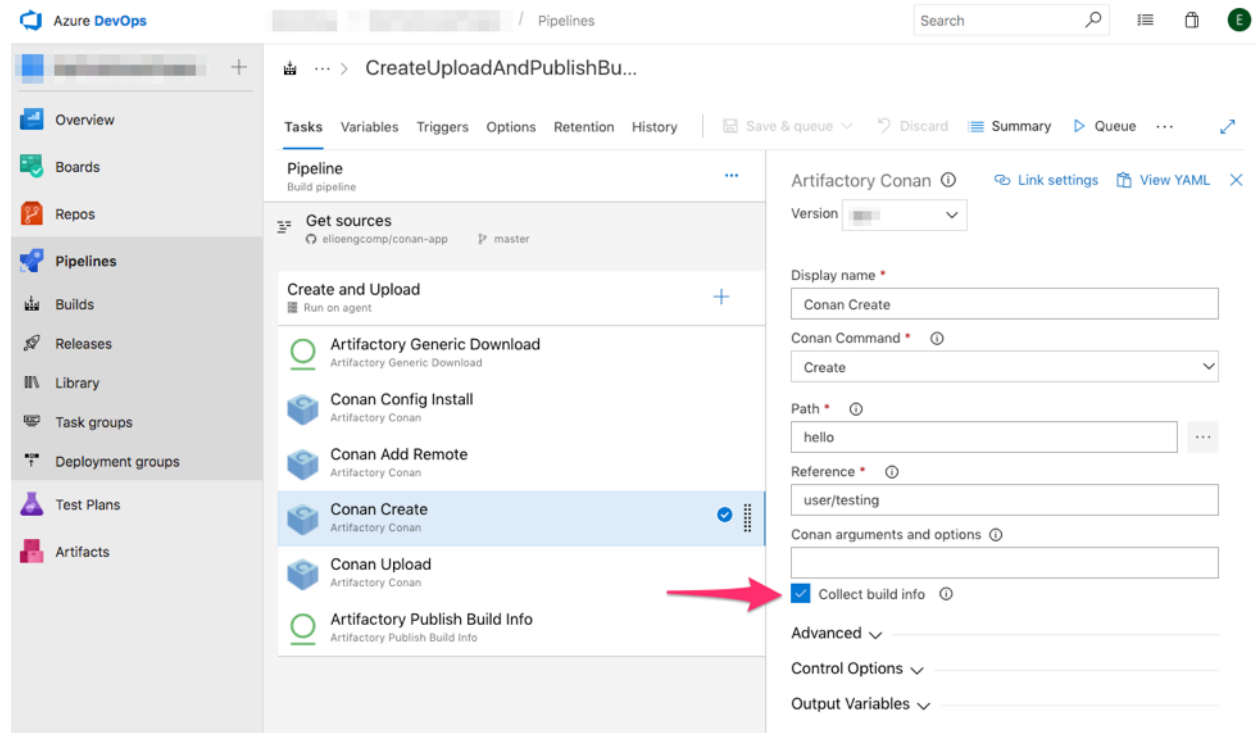 Azure DevOps
/ Pipelines
Search
E
··· > CreateUploadAndPublishBu...
Overview
Boards
Repos
Pipelines
Builds
Releases
Library
Task groups
Deployment groups
Test Plans
Artifacts
Tasks Variables Triggers Options Retention History
Save & queue Discard Summary Queue ···
Pipeline
Build pipeline
Get sources
elioengcomp/conan-app master
Create and Upload
Run on agent
Artifactory Generic Download
Artifactory Generic Download
Conan Config Install
Artifactory Conan
Conan Add Remote
Artifactory Conan
Conan Create
Artifactory Conan
Conan Upload
Artifactory Conan
Artifactory Publish Build Info
Artifactory Publish Build Info
Artifactory Conan Link settings View YAML
Version
Display name *
Conan Create
Conan Command *
Create
Path *
hello
Reference *
user/testing
Conan arguments and options
Collect build info
Advanced
Control Options
Output Variables